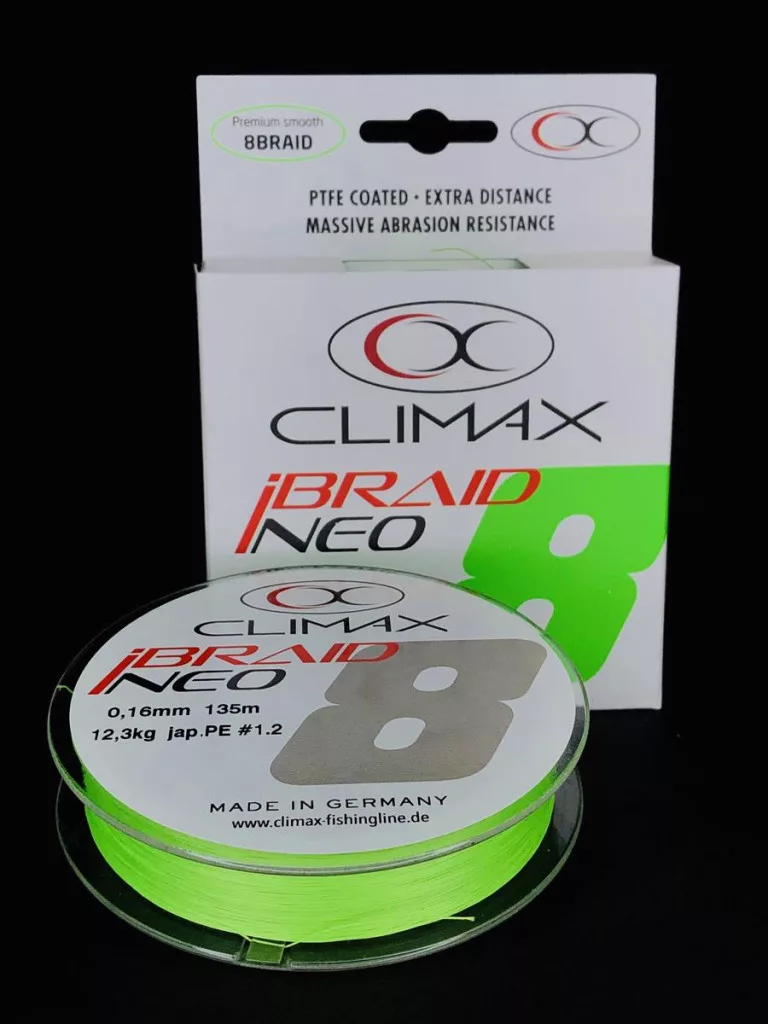 Premium smooth
8BRAID
PTFE COATED · EXTRA DISTANCE
MASSIVE ABRASION RESISTANCE
CLIMAX
iBRAID
NEO
8
CLIMAX
iBRAID
NEO
8
0,16mm 135m
12,3kg jap.PE #1.2
MADE IN GERMANY
www.climax-fishingline.de